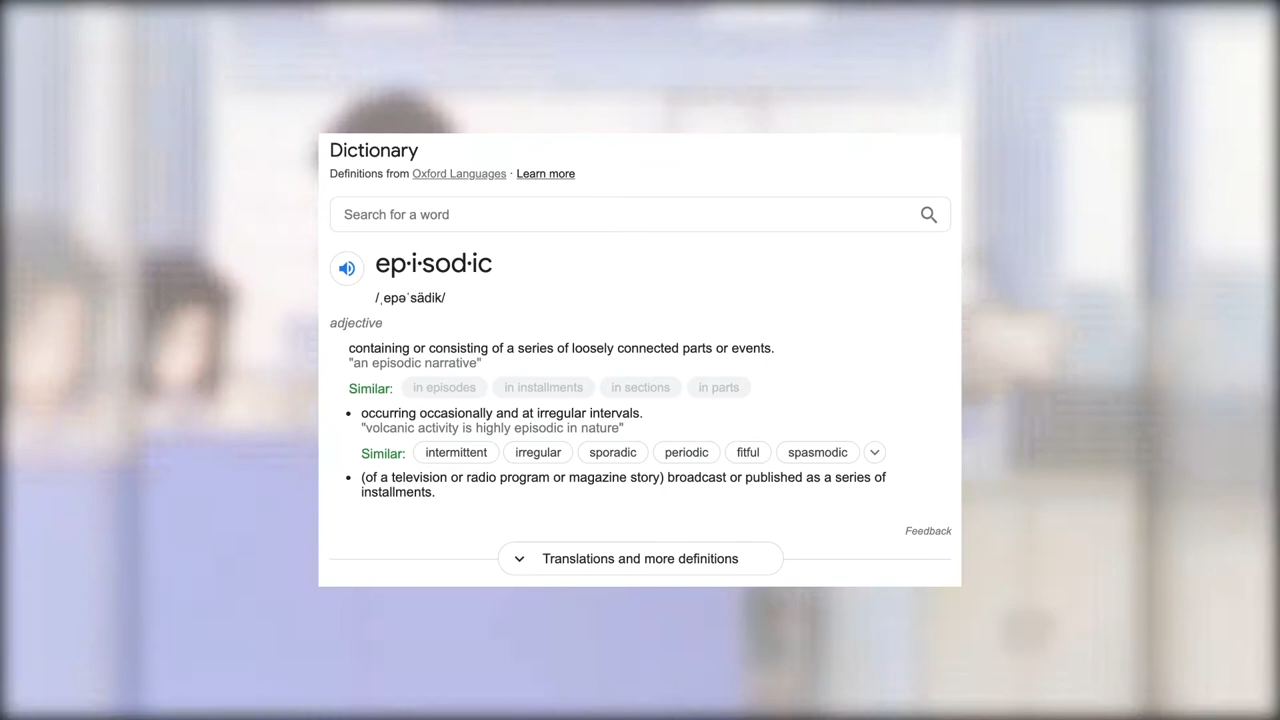 Dictionary
Definitions from Oxford Languages · Learn more
Search for a word
ep·i·sod·ic
/ˌepəˈsädik/
adjective
containing or consisting of a series of loosely connected parts or events.
"an episodic narrative"
Similar: in episodes in installments in sections in parts
• occurring occasionally and at irregular intervals.
"volcanic activity is highly episodic in nature"
Similar: intermittent irregular sporadic periodic fitful spasmodic
• (of a television or radio program or magazine story) broadcast or published as a series of
installments.
Feedback
Translations and more definitions